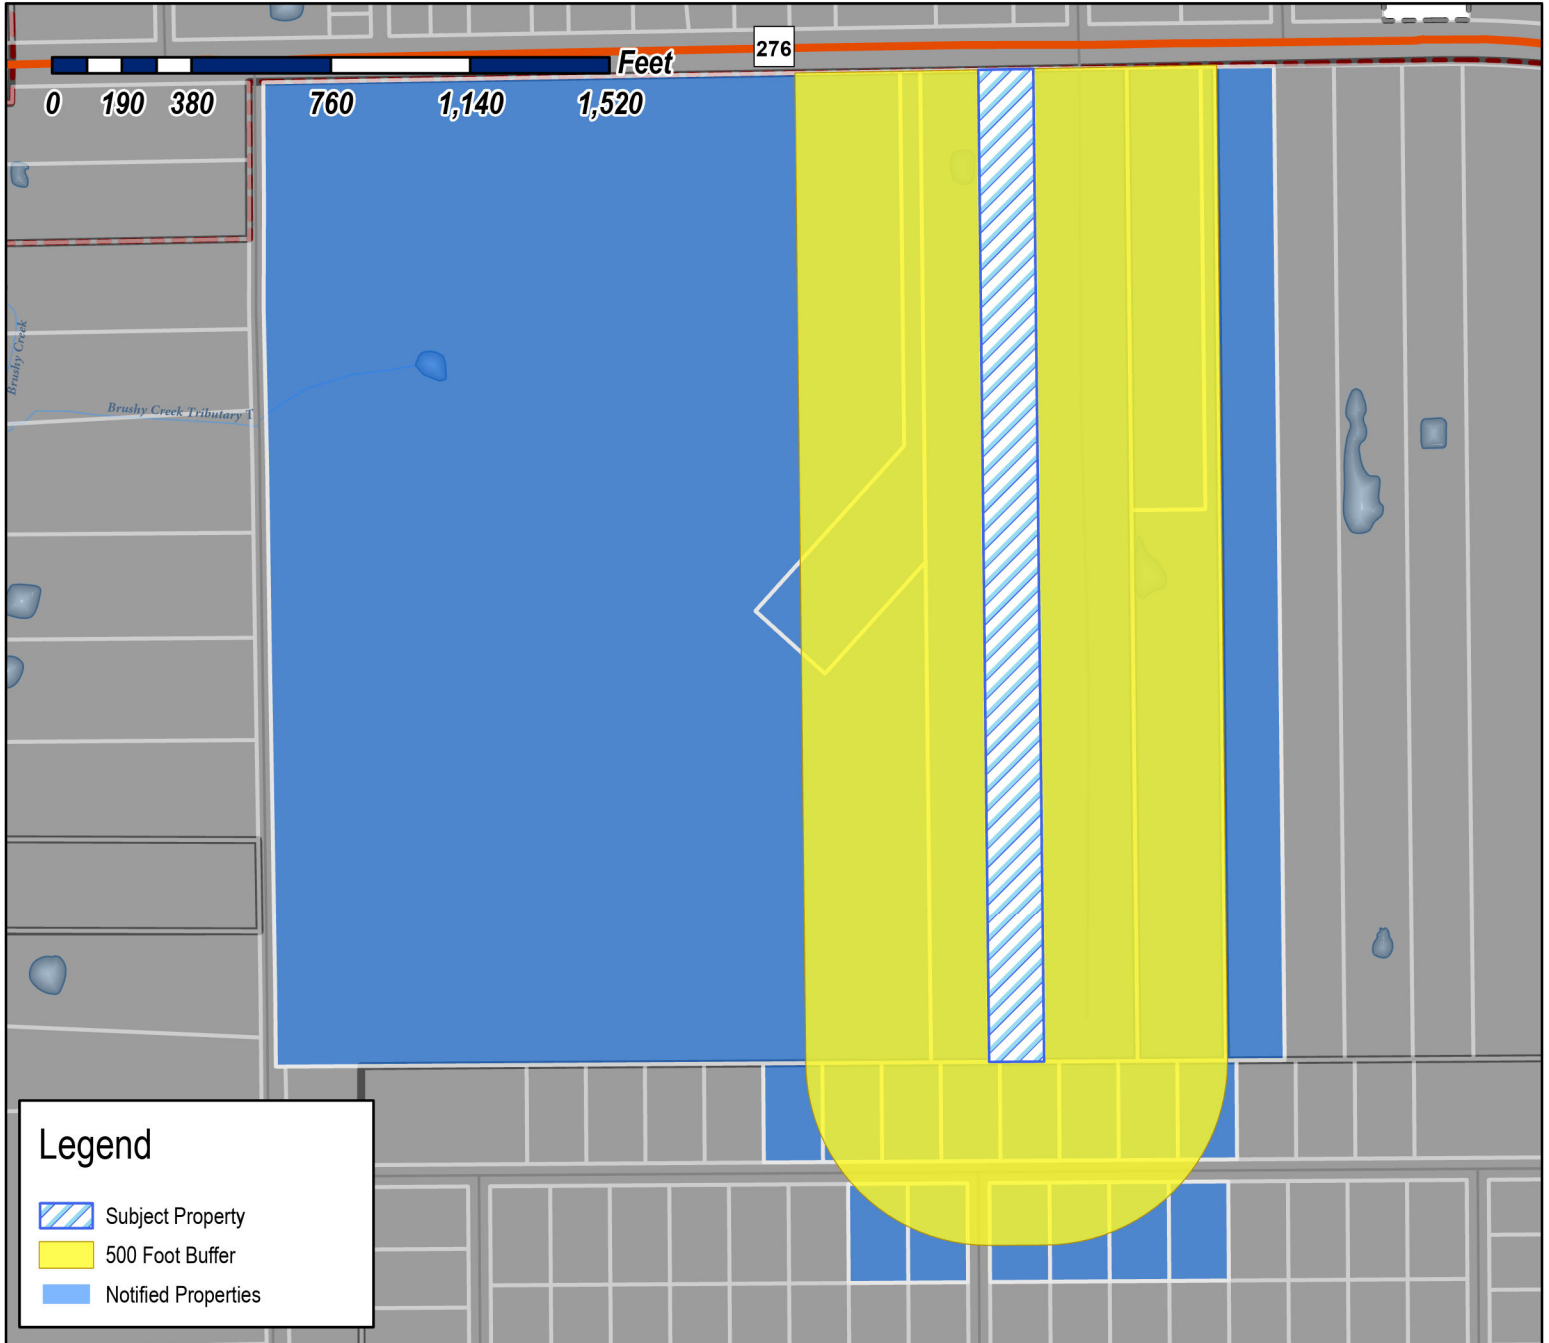 276
Feet
0 190 380 760 1,140 1,520
Brushy Creek
Brushy Creek Tributary T
Legend
Subject Property
500 Foot Buffer
Notified Properties